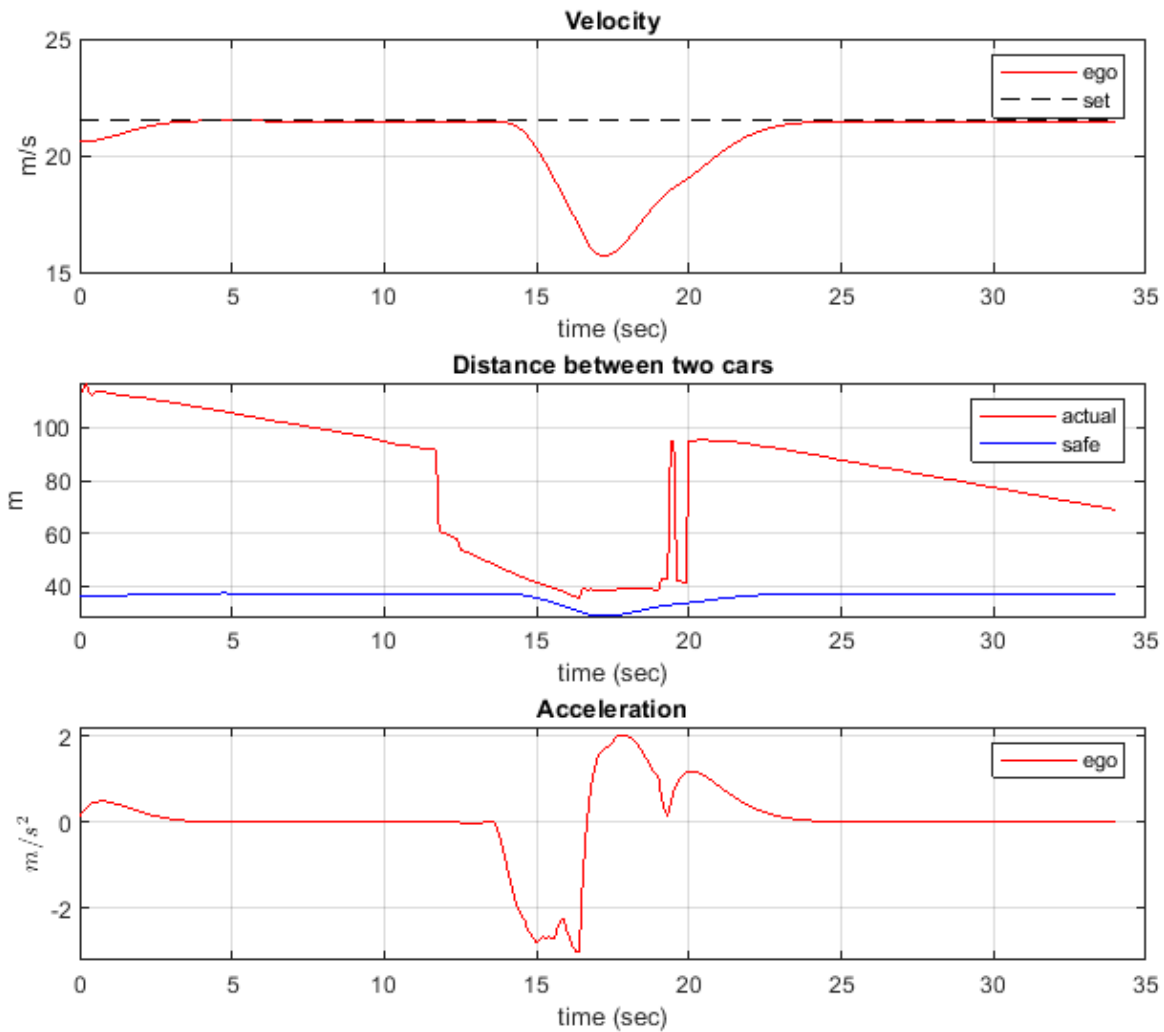 Velocity
25
20
15
m/s
ego
set
0 5 10 15 20 25 30 35
time (sec)
Distance between two cars
100
80
60
40
m
actual
safe
0 5 10 15 20 25 30 35
time (sec)
Acceleration
2
0
-2
m/s²
ego
0 5 10 15 20 25 30 35
time (sec)